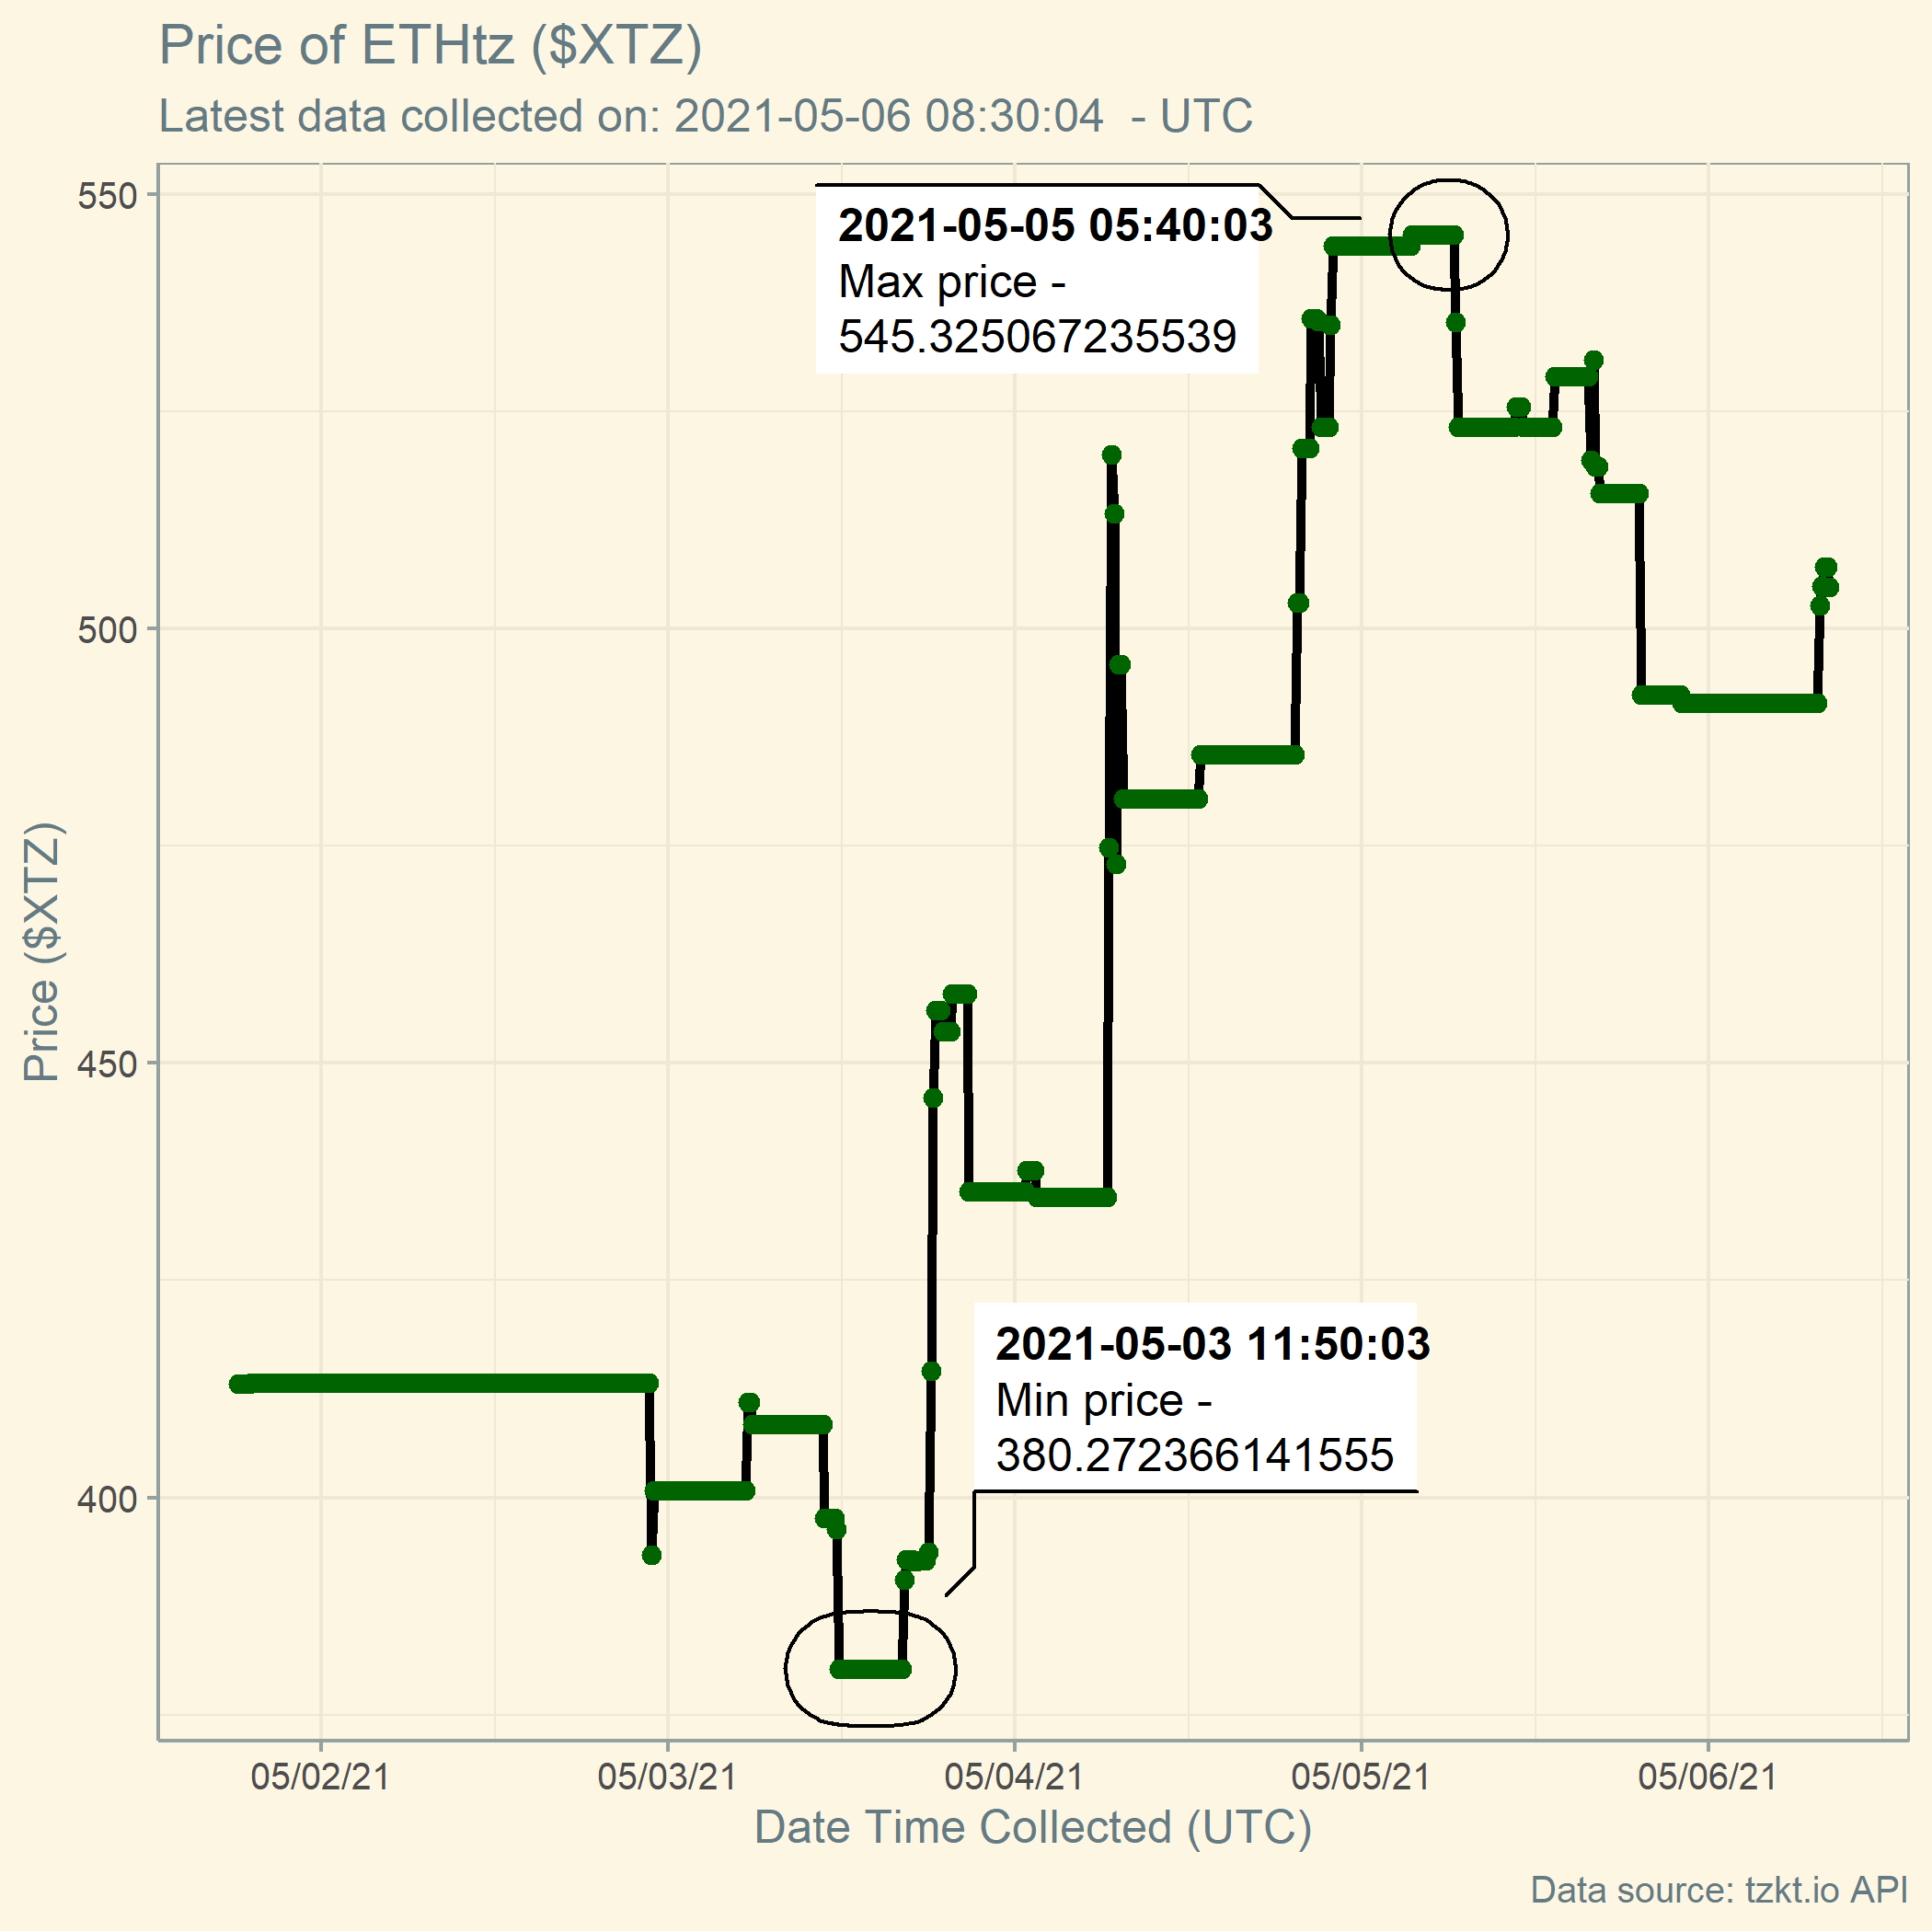 Price of ETHtz ($XTZ)
Latest data collected on: 2021-05-06 08:30:04  - UTC
550
500
450
400
Price ($XTZ)
2021-05-05 05:40:03
Max price -
545.325067235539
2021-05-03 11:50:03
Min price -
380.272366141555
05/02/21
05/03/21
05/04/21
05/05/21
05/06/21
Date Time Collected (UTC)
Data source: tzkt.io API